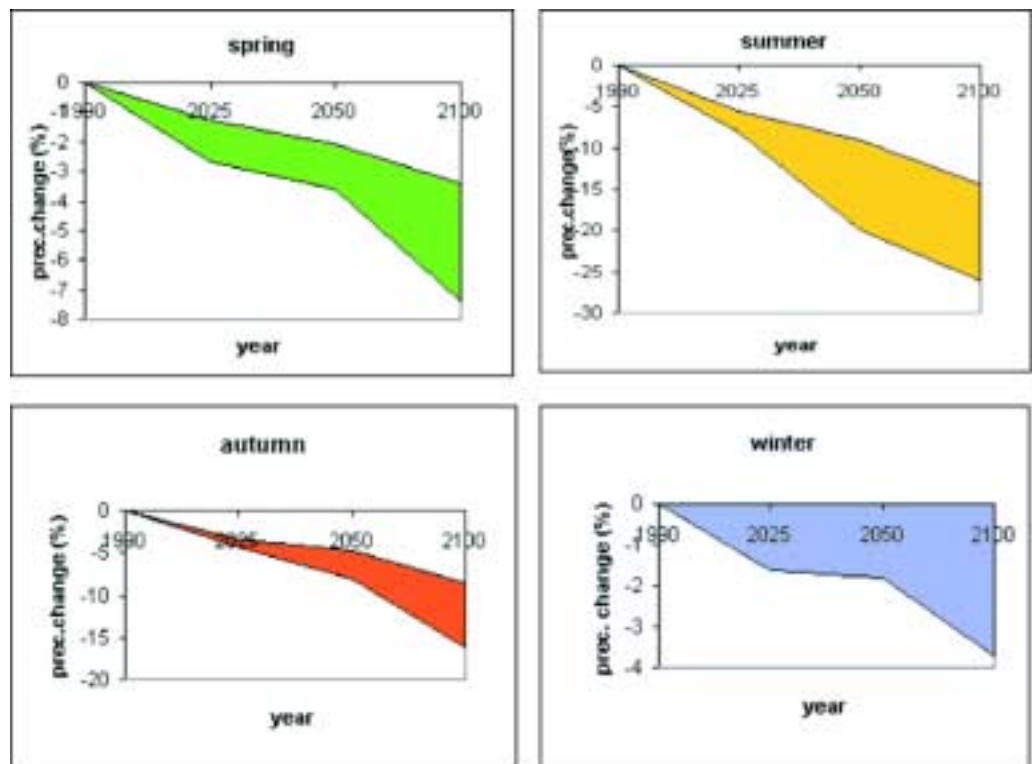 spring
0
-1
-2
-3
-4
-5
-6
-7
-8
1990 2025 2050 2100
prec.change (%)
year
summer
0
-5
-10
-15
-20
-25
-30
1990 2025 2050 2100
prec.change(%)
year
autumn
0
-5
-10
-15
-20
1990 2025 2050 2100
prec.change (%)
year
winter
0
-1
-2
-3
-4
1990 2025 2050 2100
prec. change (%)
year